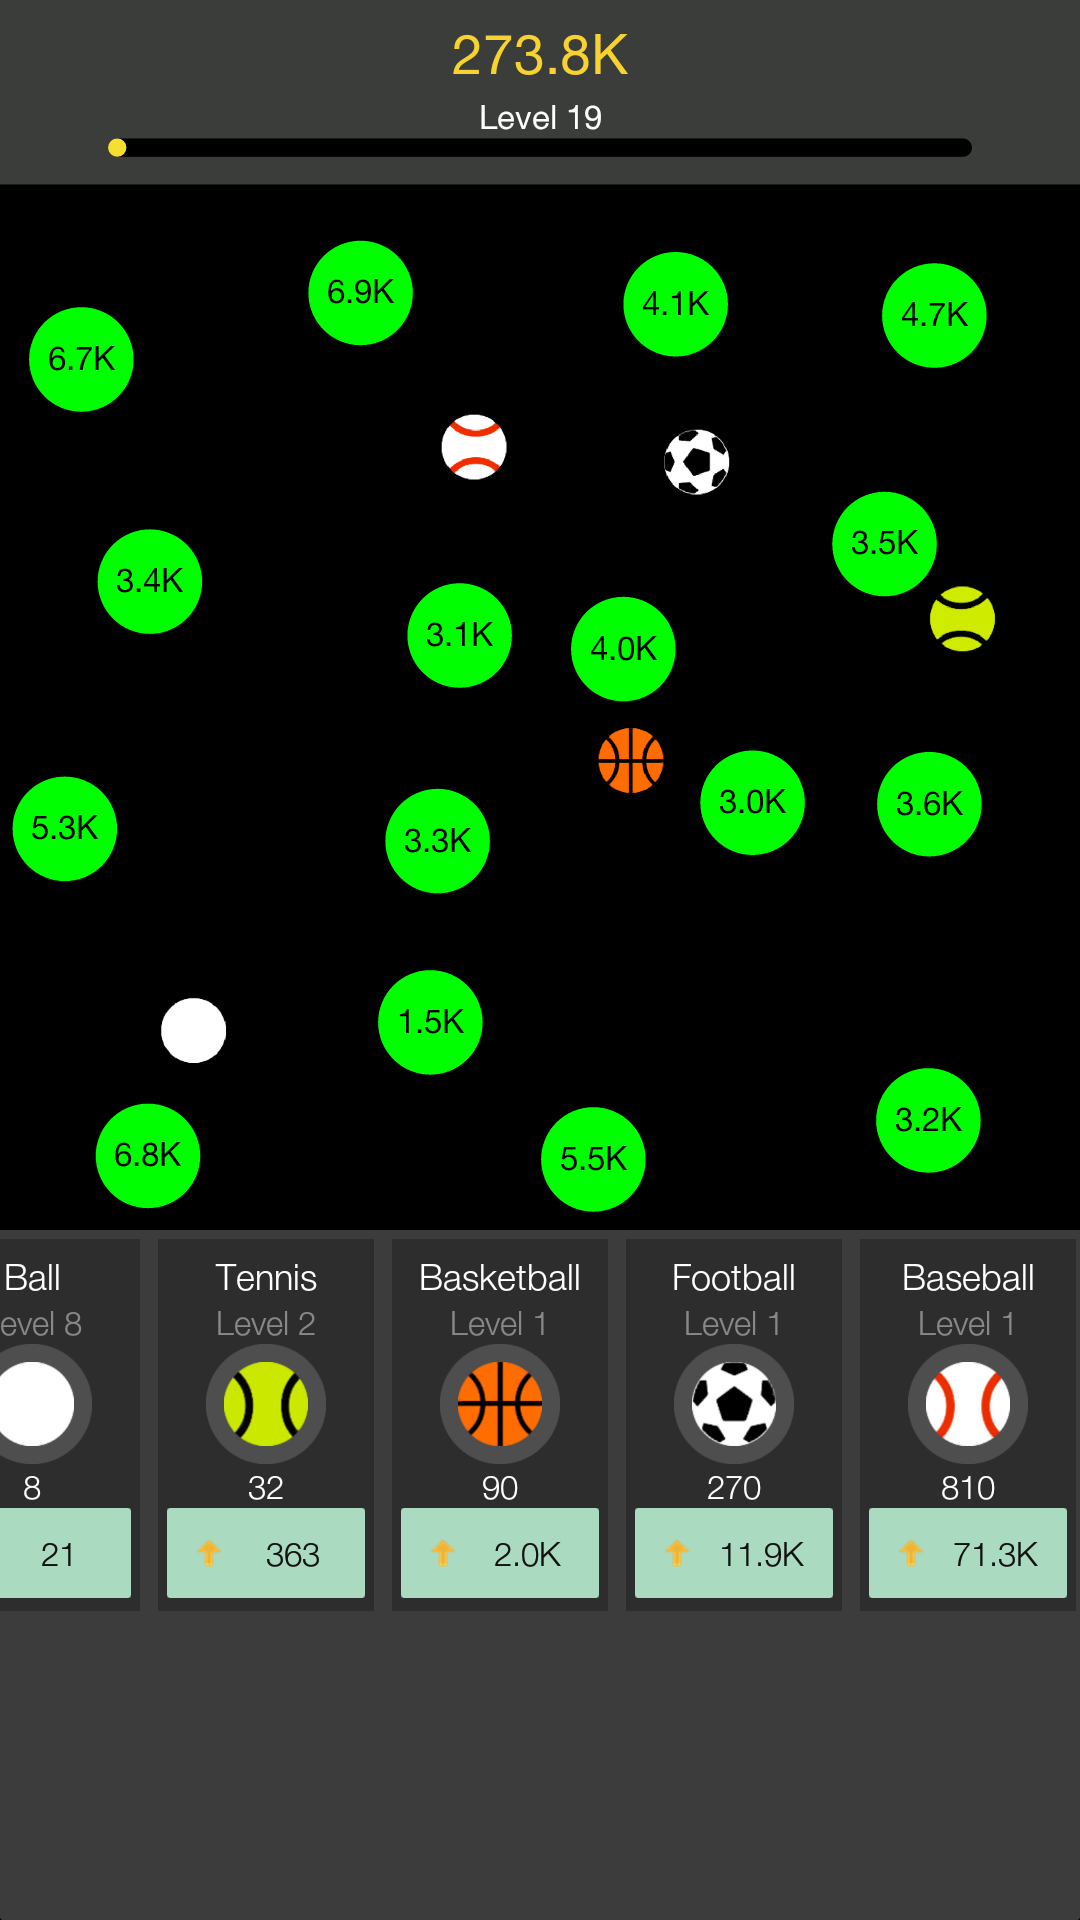 273.8K
Level 19
6.9K
4.1K
4.7K
6.7K
3.5K
3.4K
3.1K
4.0K
5.3K
3.3K
3.0K
3.6K
1.5K
6.8K
5.5K
3.2K
Ball Tennis Basketball Football Baseball
evel 8 Level 2 Level 1 Level 1 Level 1
8 32 90 270 810
21 363 2.0K 11.9K 71.3K